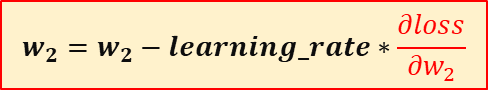 w₂ = w₂ − learning_rate * ∂loss/∂w₂